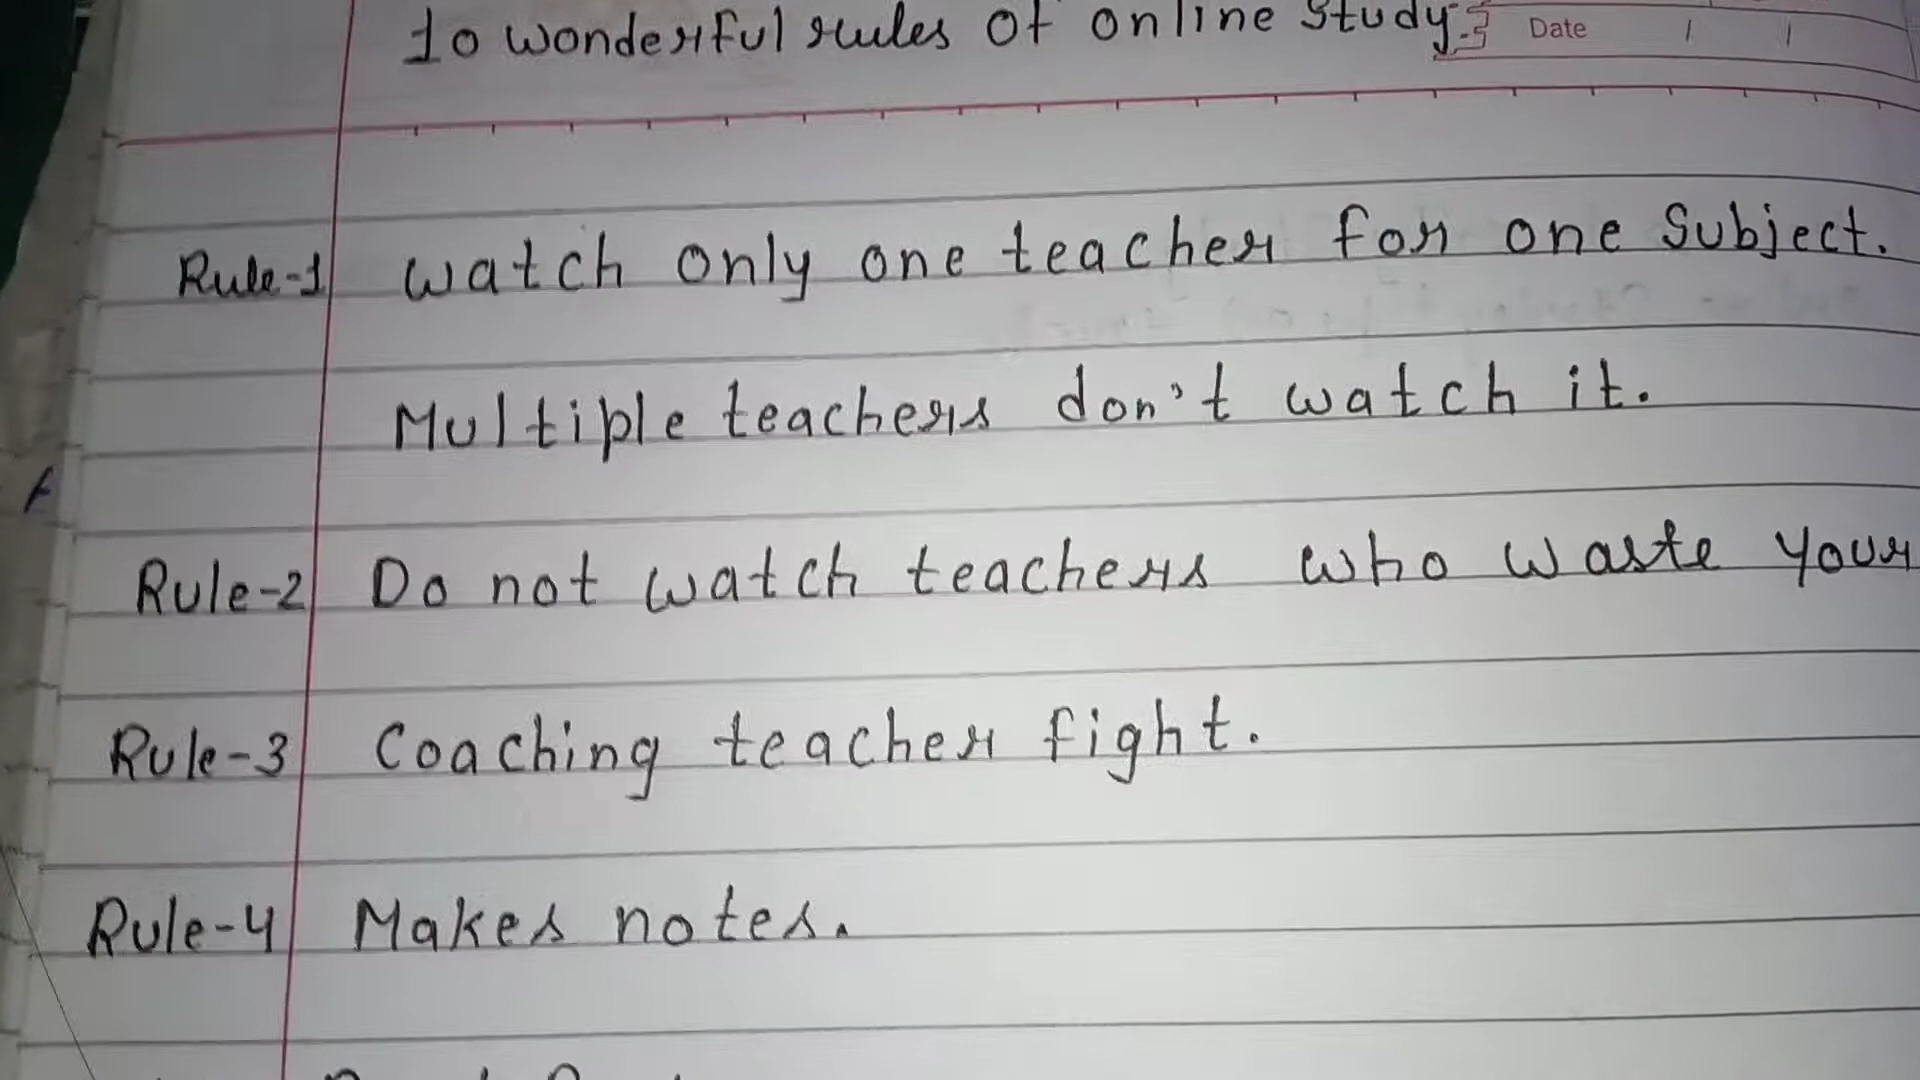 10 wonderful rules of online study:-
Date / /
Rule-1 watch only one teacher for one Subject.
Multiple teachers don't watch it.
Rule-2 Do not watch teachers who waste your
Rule-3 Coaching teacher fight.
Rule-4 Makes notes.